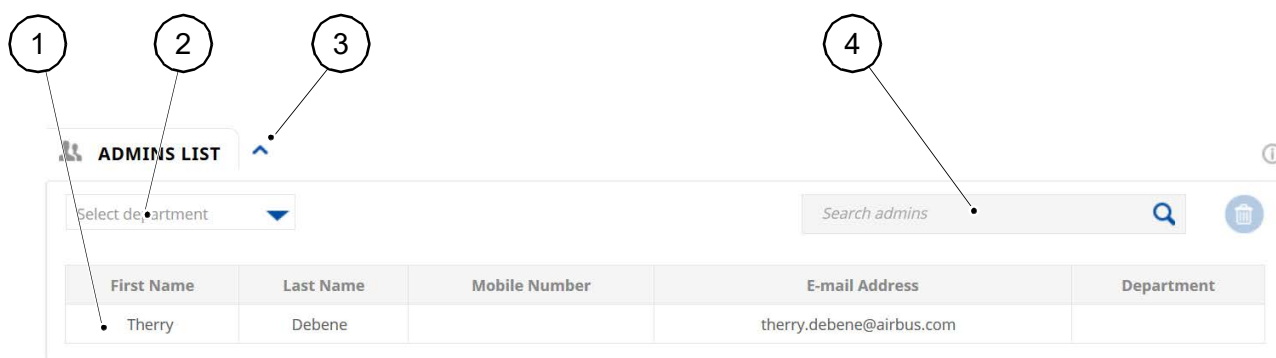 1 2 3 4
ADMINS LIST
Select department
Search admins
First Name Last Name Mobile Number E-mail Address Department
Therry Debene therry.debene@airbus.com